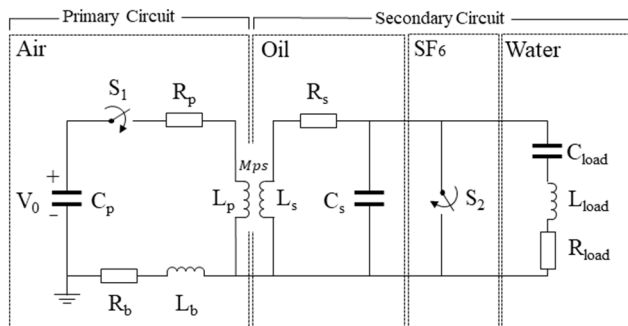 Primary Circuit Secondary Circuit
Air Oil SF6 Water
S1 Rp Rs
Mps
+ V0 - Cp Lp Ls Cs S2 Cload
Lload
Rload
Rb Lb